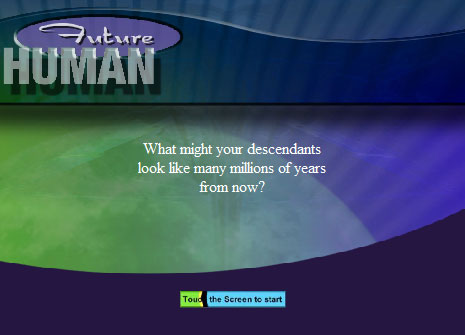 Future
HUMAN
What might your descendants
look like many millions of years
from now?
Touch the Screen to start